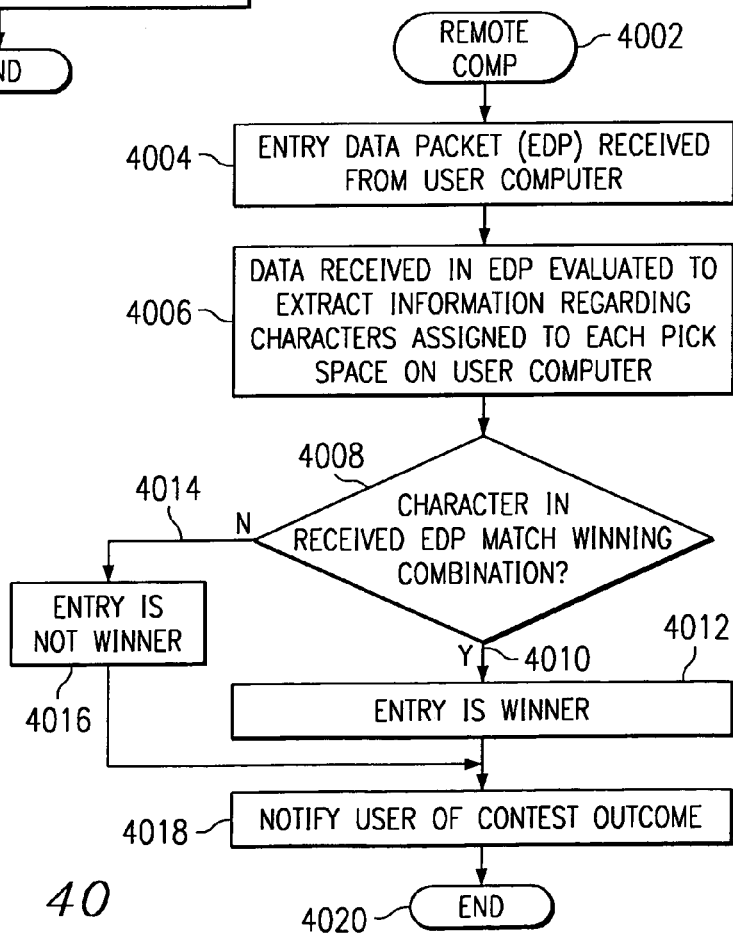 ND
REMOTE
COMP
4002
4004
ENTRY DATA PACKET (EDP) RECEIVED
FROM USER COMPUTER
4006
DATA RECEIVED IN EDP EVALUATED TO
EXTRACT INFORMATION REGARDING
CHARACTERS ASSIGNED TO EACH PICK
SPACE ON USER COMPUTER
4008
4014
N
CHARACTER IN
RECEIVED EDP MATCH WINNING
COMBINATION?
ENTRY IS
NOT WINNER
4016
Y
4010
4012
ENTRY IS WINNER
4018
NOTIFY USER OF CONTEST OUTCOME
40
4020
END